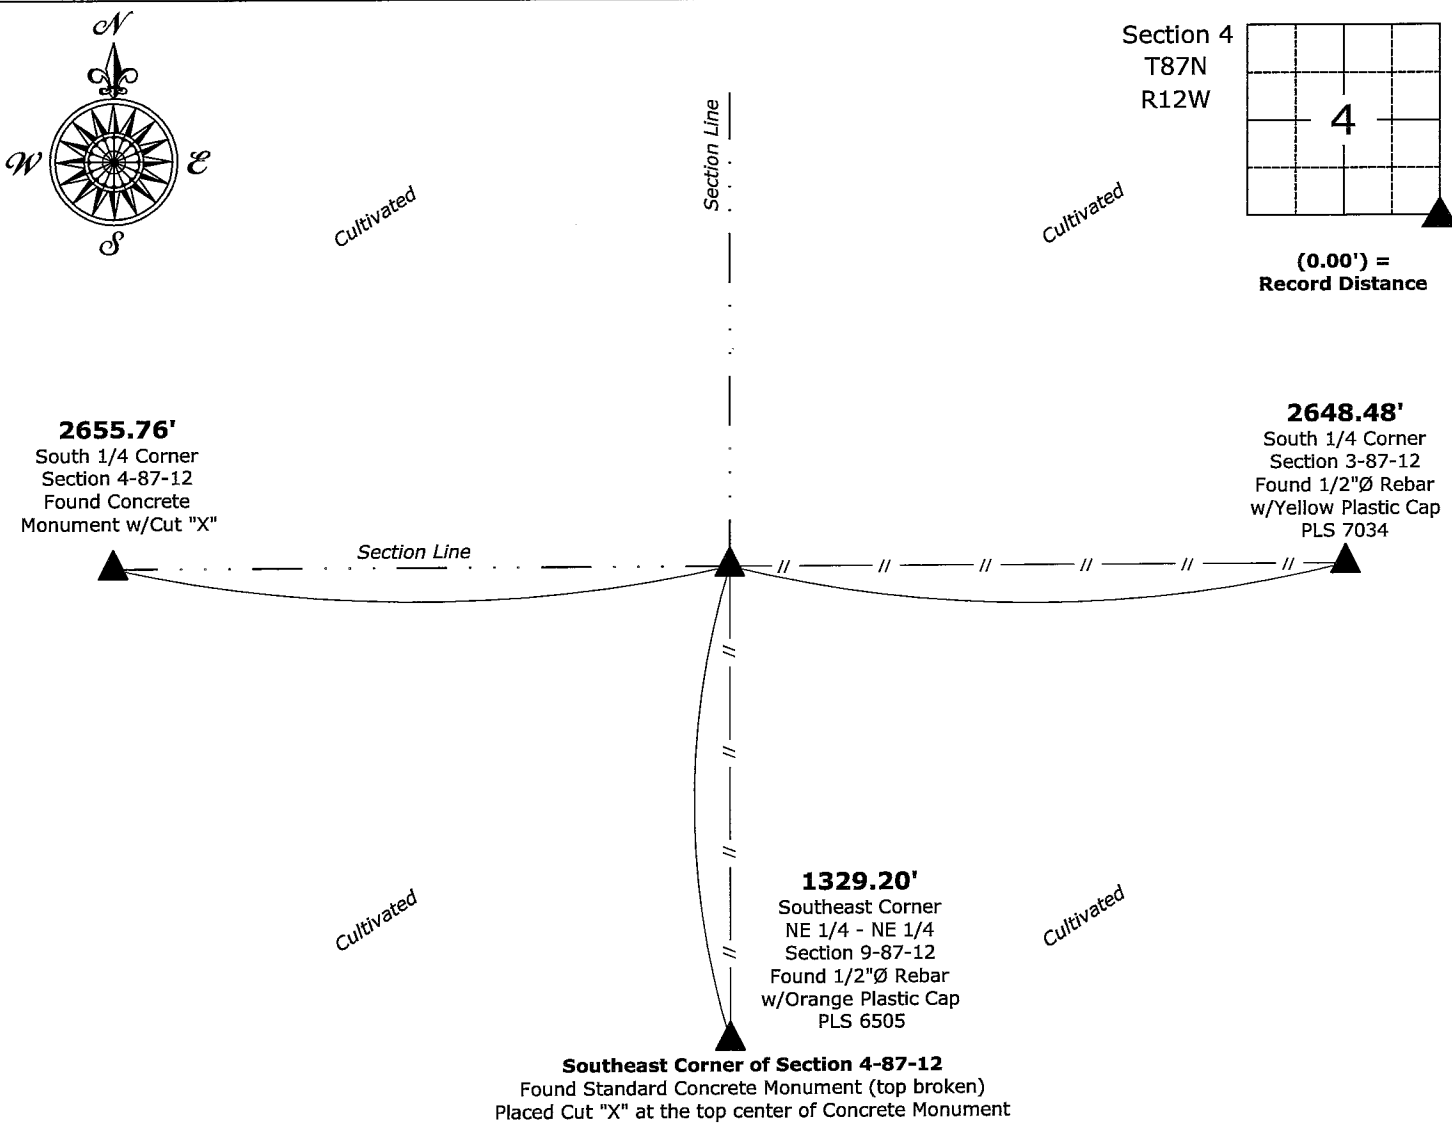 N
W
E
S
Section 4
T87N
R12W
4
(0.00') =
Record Distance
Section Line
Cultivated
Cultivated
2655.76'
South 1/4 Corner
Section 4-87-12
Found Concrete
Monument w/Cut "X"
2648.48'
South 1/4 Corner
Section 3-87-12
Found 1/2"Ø Rebar
w/Yellow Plastic Cap
PLS 7034
Section Line
//
//
//
//
//
//
//
//
//
//
Cultivated
Cultivated
1329.20'
Southeast Corner
NE 1/4 - NE 1/4
Section 9-87-12
Found 1/2"Ø Rebar
w/Orange Plastic Cap
PLS 6505
Southeast Corner of Section 4-87-12
Found Standard Concrete Monument (top broken)
Placed Cut "X" at the top center of Concrete Monument